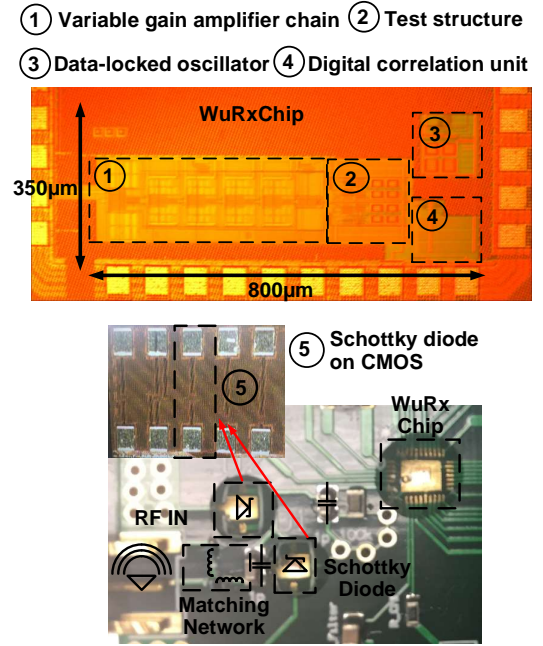 1 Variable gain amplifier chain 2 Test structure
3 Data-locked oscillator 4 Digital correlation unit
WuRxChip
3
1
2
350µm
4
800µm
5 Schottky diode
on CMOS
5
WuRx
Chip
RF IN
Schottky
Diode
Matching
Network